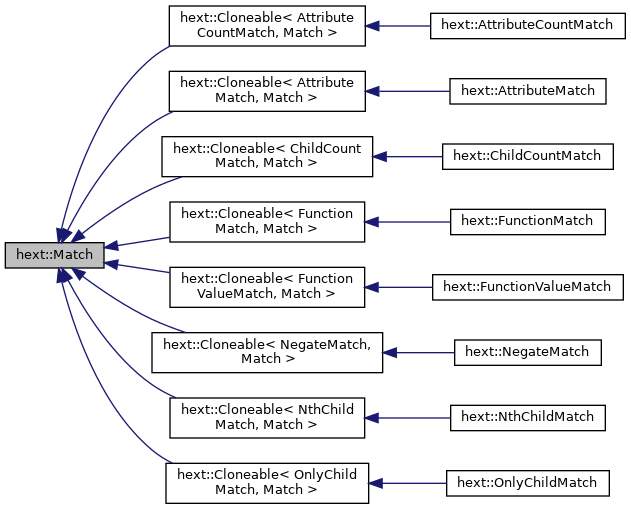 hext::Cloneable< Attribute
CountMatch, Match >
hext::AttributeCountMatch
hext::Cloneable< Attribute
Match, Match >
hext::AttributeMatch
hext::Cloneable< ChildCount
Match, Match >
hext::ChildCountMatch
hext::Cloneable< Function
Match, Match >
hext::FunctionMatch
hext::Match
hext::Cloneable< Function
ValueMatch, Match >
hext::FunctionValueMatch
hext::Cloneable< NegateMatch,
Match >
hext::NegateMatch
hext::Cloneable< NthChild
Match, Match >
hext::NthChildMatch
hext::Cloneable< OnlyChild
Match, Match >
hext::OnlyChildMatch